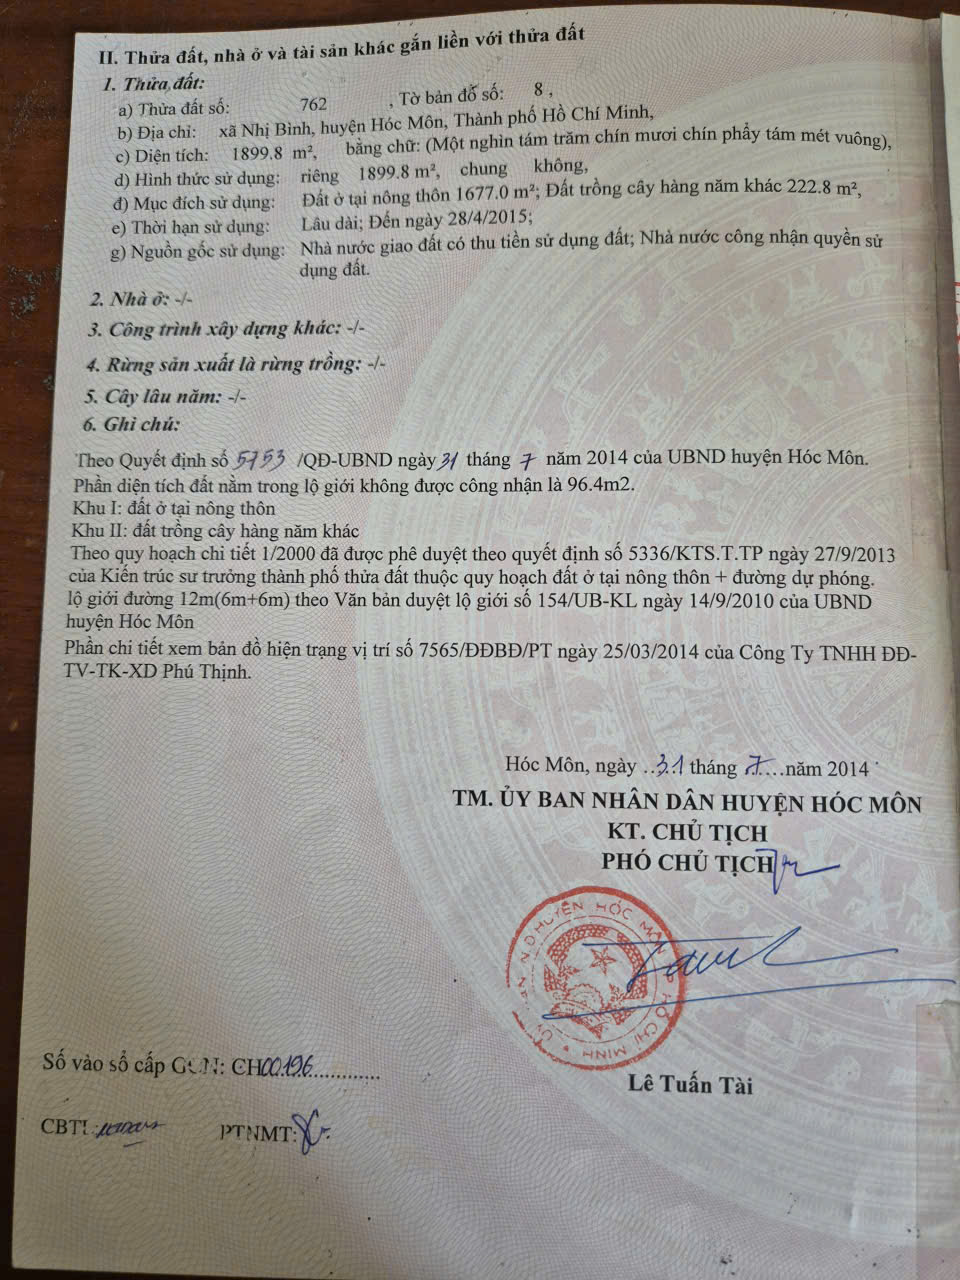 II. Thửa đất, nhà ở và tài sản khác gắn liền với thửa đất
1. Thửa đất:
a) Thửa đất số: 762 , Tờ bản đồ số: 8 ,
b) Địa chỉ: xã Nhị Bình, huyện Hóc Môn, Thành phố Hồ Chí Minh,
c) Diện tích: 1899.8 m², bằng chữ: (Một nghìn tám trăm chín mươi chín phẩy tám mét vuông),
d) Hình thức sử dụng: riêng 1899.8 m², chung không,
đ) Mục đích sử dụng: Đất ở tại nông thôn 1677.0 m²; Đất trồng cây hàng năm khác 222.8 m²,
e) Thời hạn sử dụng: Lâu dài; Đến ngày 28/4/2015;
g) Nguồn gốc sử dụng: Nhà nước giao đất có thu tiền sử dụng đất; Nhà nước công nhận quyền sử
dụng đất.
2. Nhà ở: -/-
3. Công trình xây dựng khác: -/-
4. Rừng sản xuất là rừng trồng: -/-
5. Cây lâu năm: -/-
6. Ghi chú:
Theo Quyết định số 5753 /QĐ-UBND ngày 31 tháng 7 năm 2014 của UBND huyện Hóc Môn.
Phần diện tích đất nằm trong lộ giới không được công nhận là 96.4m2.
Khu I: đất ở tại nông thôn
Khu II: đất trồng cây hàng năm khác
Theo quy hoạch chi tiết 1/2000 đã được phê duyệt theo quyết định số 5336/KTS.T.TP ngày 27/9/2013
của Kiến trúc sư trưởng thành phố thửa đất thuộc quy hoạch đất ở tại nông thôn + đường dự phóng.
lộ giới đường 12m(6m+6m) theo Văn bản duyệt lộ giới số 154/UB-KL ngày 14/9/2010 của UBND
huyện Hóc Môn
Phần chi tiết xem bản đồ hiện trạng vị trí số 7565/ĐĐBĐ/PT ngày 25/03/2014 của Công Ty TNHH ĐĐ-
TV-TK-XD Phú Thịnh.
Hóc Môn, ngày ..31 tháng 7.....năm 2014
TM. ỦY BAN NHÂN DÂN HUYỆN HÓC MÔN
KT. CHỦ TỊCH
PHÓ CHỦ TỊCH
ỦY BAN N.D HUYỆN HÓC MÔN T.P HỒ CHÍ MINH
Lê Tuấn Tài
Số vào sổ cấp GCN: CH00196..............
CBTL:
PTNMT: